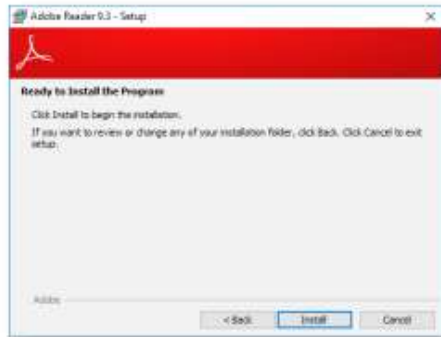 Adobe Reader 9.3 - Setup
Ready to Install the Program
Click Install to begin the installation.
If you want to review or change any of your installation folder, click Back. Click Cancel to exit
setup.
Adobe
< Back
Install
Cancel